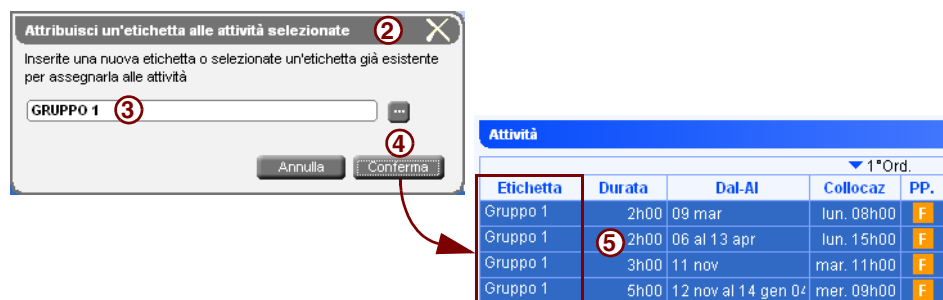 Attribuisci un'etichetta alle attività selezionate 2
Inserite una nuova etichetta o selezionate un'etichetta già esistente
per assegnarla alle attività
GRUPPO 1 3
...
4
Annulla Conferma
Attività
1°Ord.
Etichetta Durata Dal-Al Collocaz PP.
Gruppo 1 2h00 09 mar lun. 08h00 F
Gruppo 1 5 2h00 06 al 13 apr lun. 15h00 F
Gruppo 1 3h00 11 nov mar. 11h00 F
Gruppo 1 5h00 12 nov al 14 gen 04 mer. 09h00 F